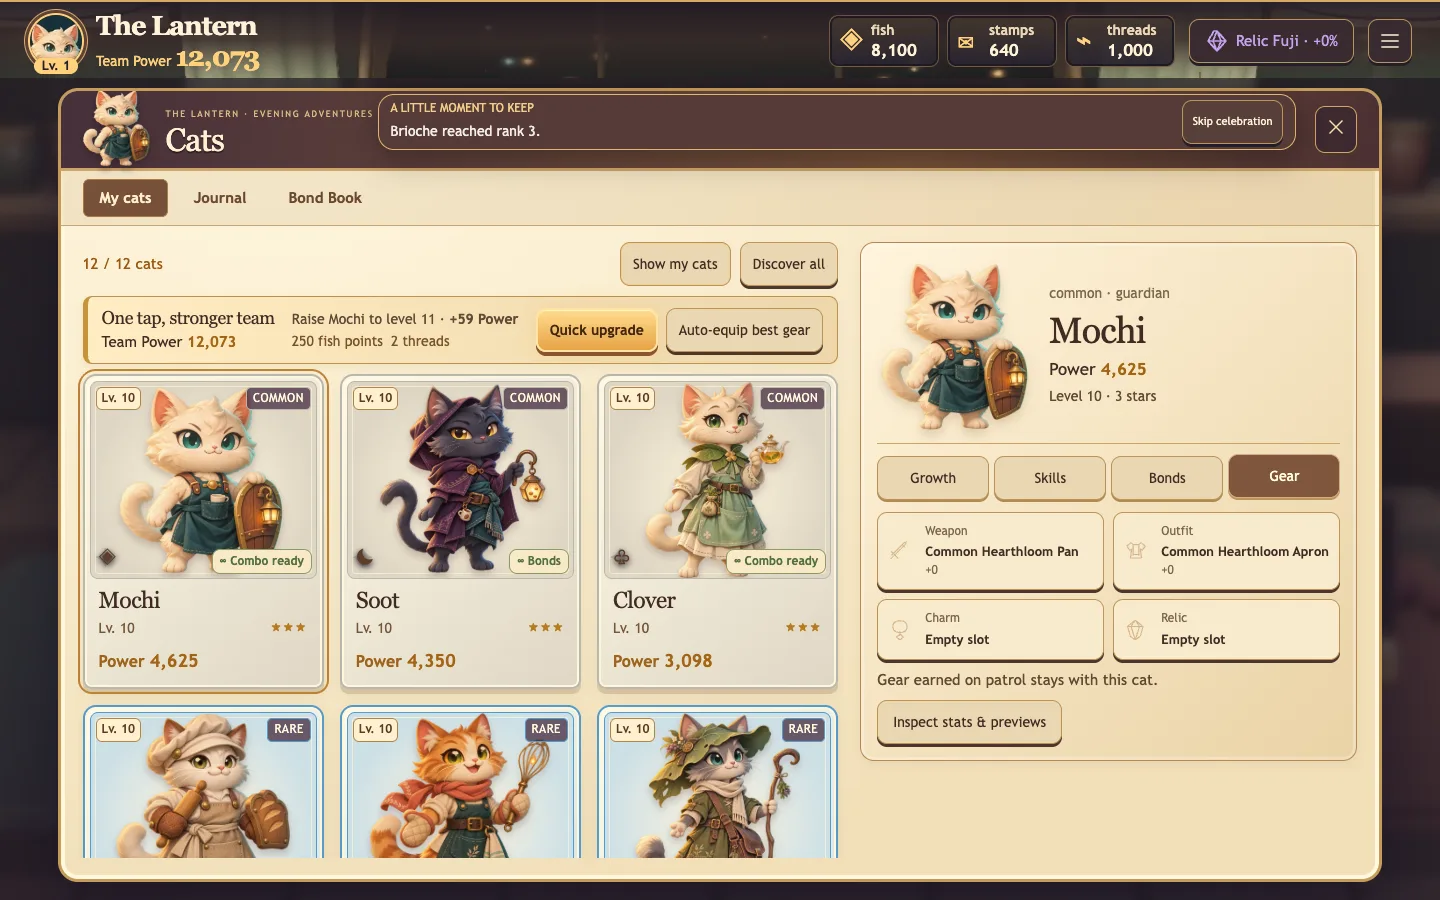 The Lantern
Lv. 1
Team Power 12,073
fish
8,100
stamps
640
threads
1,000
Relic Fuji · +0%
THE LANTERN · EVENING ADVENTURES
Cats
A LITTLE MOMENT TO KEEP
Brioche reached rank 3.
Skip celebration
My cats
Journal
Bond Book
12 / 12 cats
Show my cats
Discover all
One tap, stronger team
Team Power 12,073
Raise Mochi to level 11 · +59 Power
250 fish points 2 threads
Quick upgrade
Auto-equip best gear
Lv. 10
COMMON
∞ Combo ready
Mochi
Lv. 10
★★★
Power 4,625
Lv. 10
COMMON
∞ Bonds
Soot
Lv. 10
★★★
Power 4,350
Lv. 10
COMMON
∞ Combo ready
Clover
Lv. 10
★★★
Power 3,098
Lv. 10
RARE
Lv. 10
RARE
Lv. 10
RARE
common · guardian
Mochi
Power 4,625
Level 10 · 3 stars
Growth
Skills
Bonds
Gear
Weapon
Common Hearthloom Pan
+0
Outfit
Common Hearthloom Apron
+0
Charm
Empty slot
Relic
Empty slot
Gear earned on patrol stays with this cat.
Inspect stats & previews